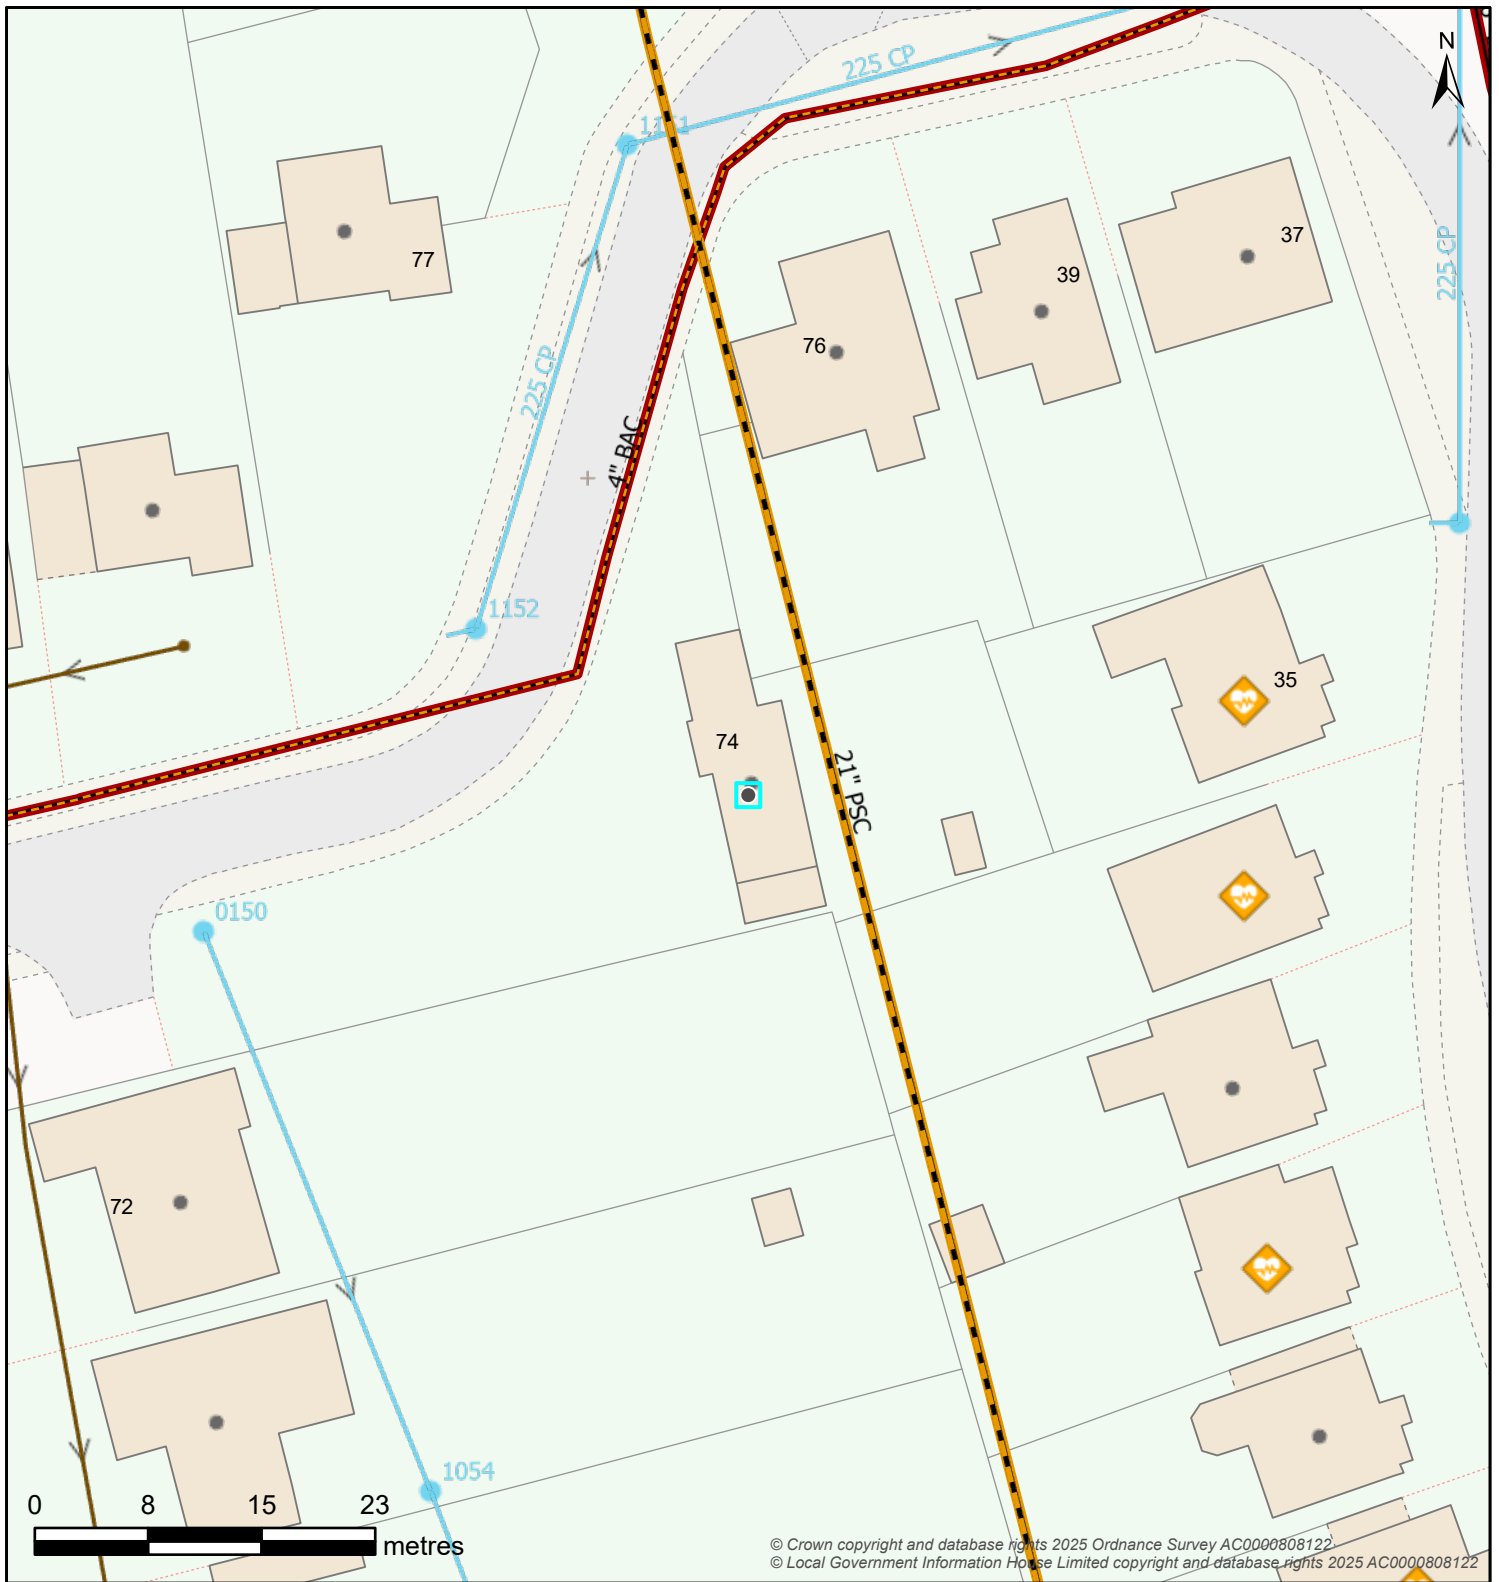 N
225 CP
1151
77
76
39
37
225 CP
225 CP
4" BAC
1152
35
74
21" PSC
0150
72
1054
0 8 15 23
metres
© Crown copyright and database rights 2025 Ordnance Survey AC0000808122
© Local Government Information House Limited copyright and database rights 2025 AC0000808122